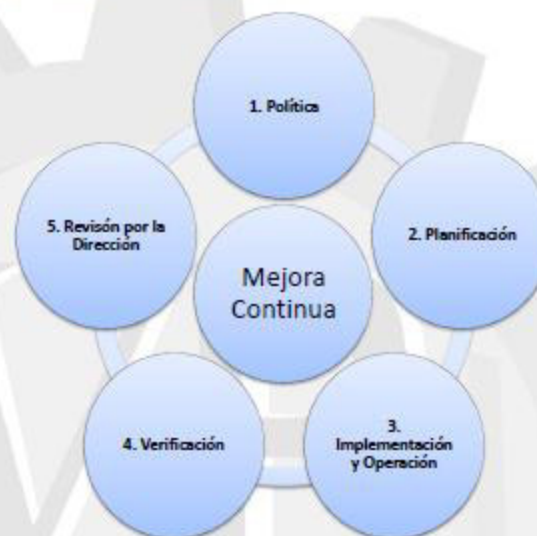 1. Política
2. Planificación
3.
Implementación
y Operación
4. Verificación
5. Revisón por la
Dirección
Mejora
Continua